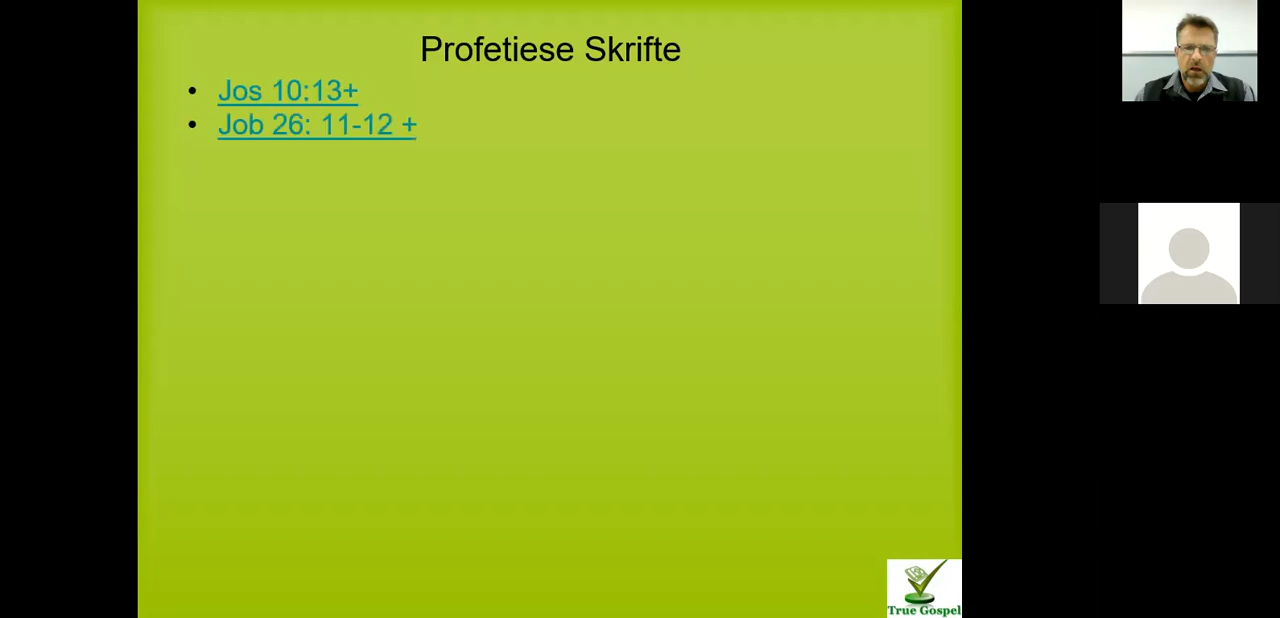 Profetiese Skrifte
• Jos 10:13+
• Job 26: 11-12 +
True Gospel